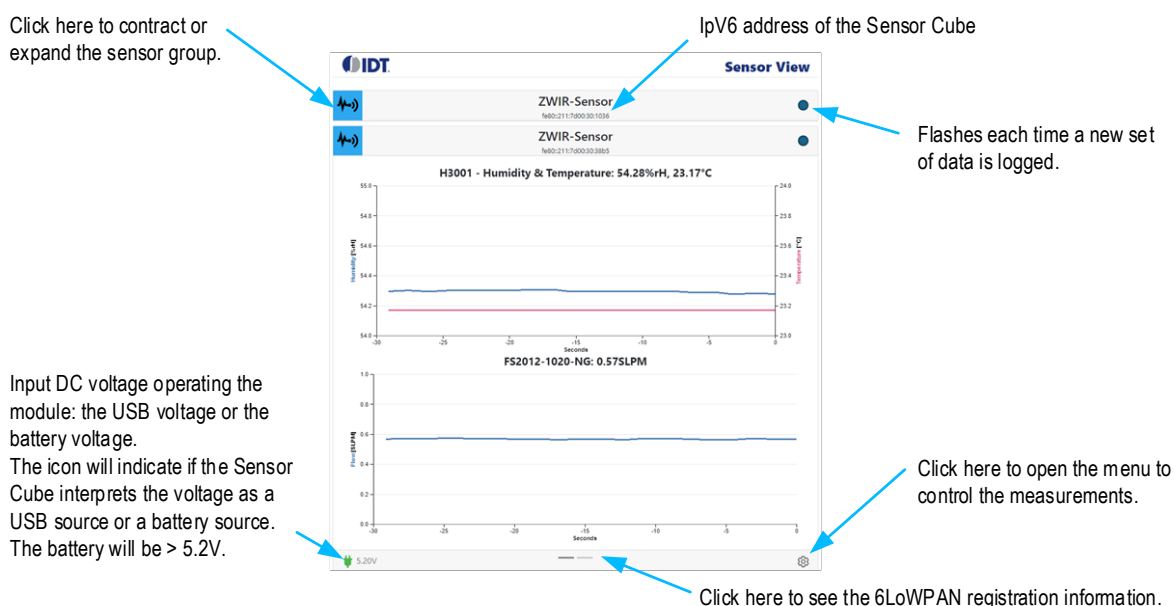 Click here to contract or
expand the sensor group.
IpV6 address of the Sensor Cube
IDT.
Sensor View
ZWIR-Sensor
fe80::211:7d00:30:1036
ZWIR-Sensor
fe80::211:7d00:30:38b5
Flashes each time a new set
of data is logged.
H3001 - Humidity & Temperature: 54.28%rH, 23.17°C
55.0
54.8
54.6
54.4
54.2
54.0
Humidity [%rH]
24.0
23.8
23.6
23.4
23.2
23.0
Temperature [°C]
-30 -25 -20 -15 -10 -5 0
Seconds
FS2012-1020-NG: 0.57SLPM
1.0
0.8
0.6
0.4
0.2
0.0
Flow [SLPM]
-30 -25 -20 -15 -10 -5 0
Seconds
Input DC voltage operating the
module: the USB voltage or the
battery voltage.
The icon will indicate if the Sensor
Cube interprets the voltage as a
USB source or a battery source.
The battery will be > 5.2V.
Click here to open the menu to
control the measurements.
5.20V
Click here to see the 6LoWPAN registration information.